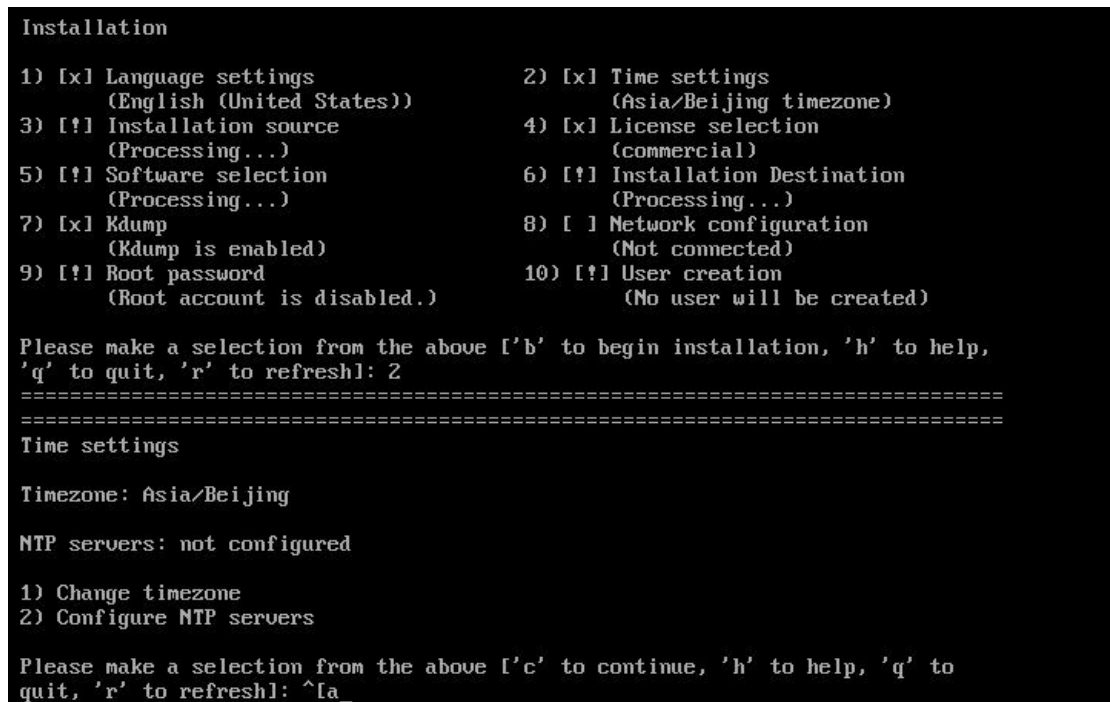 Installation
1) [x] Language settings 2) [x] Time settings
(English (United States)) (Asia/Beijing timezone)
3) [!] Installation source 4) [x] License selection
(Processing...) (commercial)
5) [!] Software selection 6) [!] Installation Destination
(Processing...) (Processing...)
7) [x] Kdump 8) [ ] Network configuration
(Kdump is enabled) (Not connected)
9) [!] Root password 10) [!] User creation
(Root account is disabled.) (No user will be created)
Please make a selection from the above ['b' to begin installation, 'h' to help,
'q' to quit, 'r' to refresh]: 2
================================================================================
================================================================================
Time settings
Timezone: Asia/Beijing
NTP servers: not configured
1) Change timezone
2) Configure NTP servers
Please make a selection from the above ['c' to continue, 'h' to help, 'q' to
quit, 'r' to refresh]: ^[a_